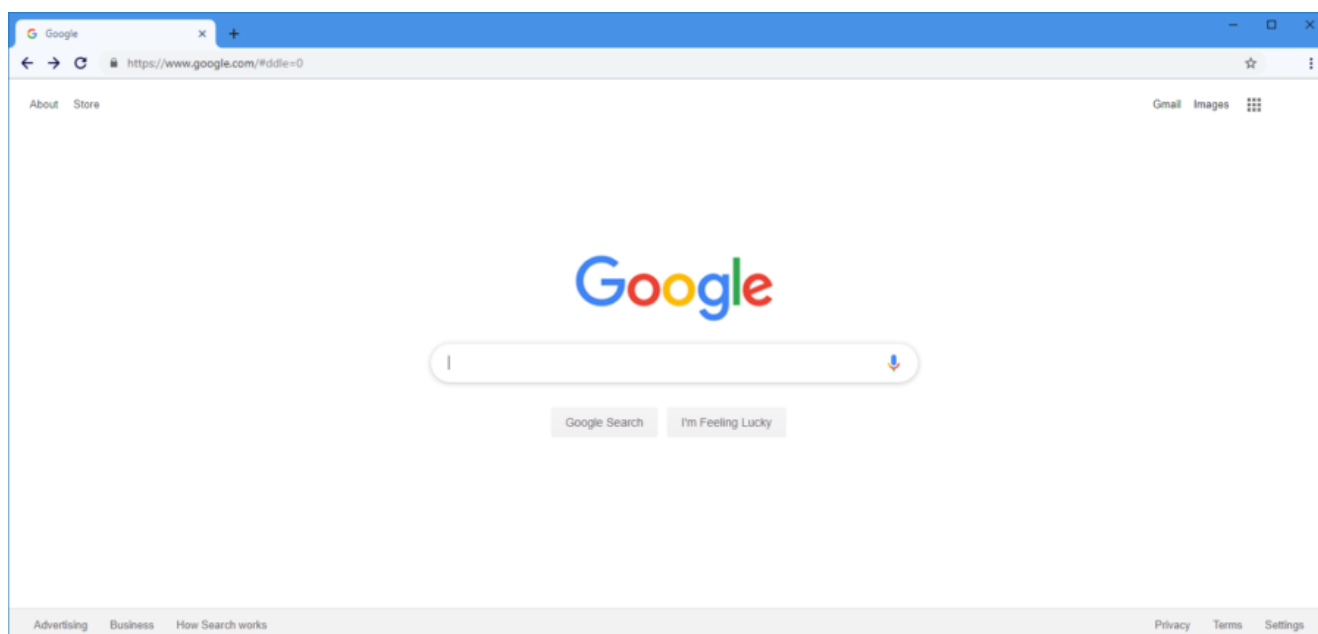 Google
https://www.google.com/#ddle=0
About Store Gmail Images
Google
Google Search I'm Feeling Lucky
Advertising Business How Search works Privacy Terms Settings